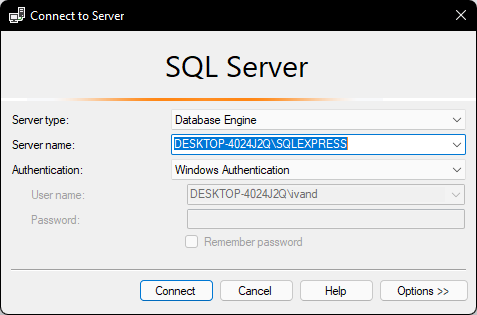 Connect to Server
SQL Server
Server type: Database Engine
Server name: DESKTOP-4024J2Q\SQLEXPRESS
Authentication: Windows Authentication
User name: DESKTOP-4024J2Q\ivand
Password:
Remember password
Connect Cancel Help Options >>